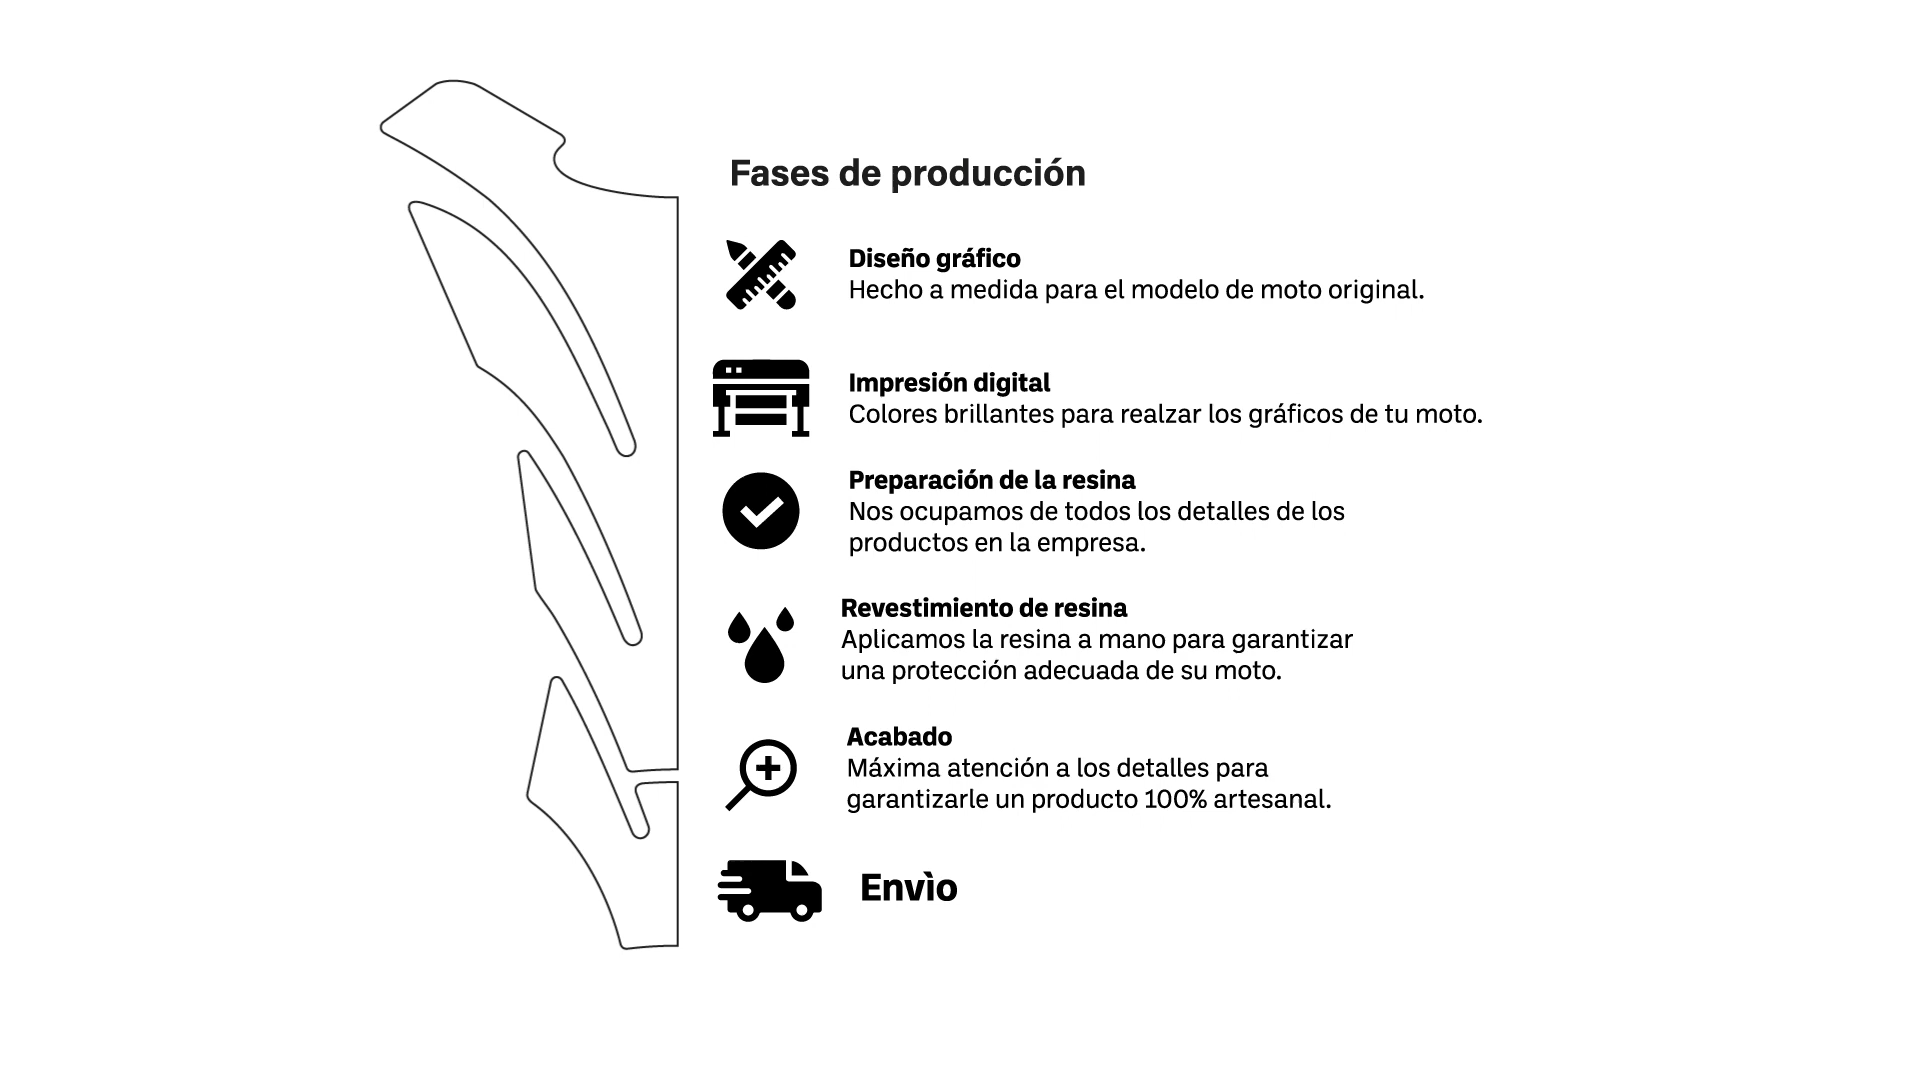 Fases de producción
Diseño gráfico
Hecho a medida para el modelo de moto original.
Impresión digital
Colores brillantes para realzar los gráficos de tu moto.
Preparación de la resina
Nos ocupamos de todos los detalles de los
productos en la empresa.
Revestimiento de resina
Aplicamos la resina a mano para garantizar
una protección adecuada de su moto.
Acabado
Máxima atención a los detalles para
garantizarle un producto 100% artesanal.
Envìo